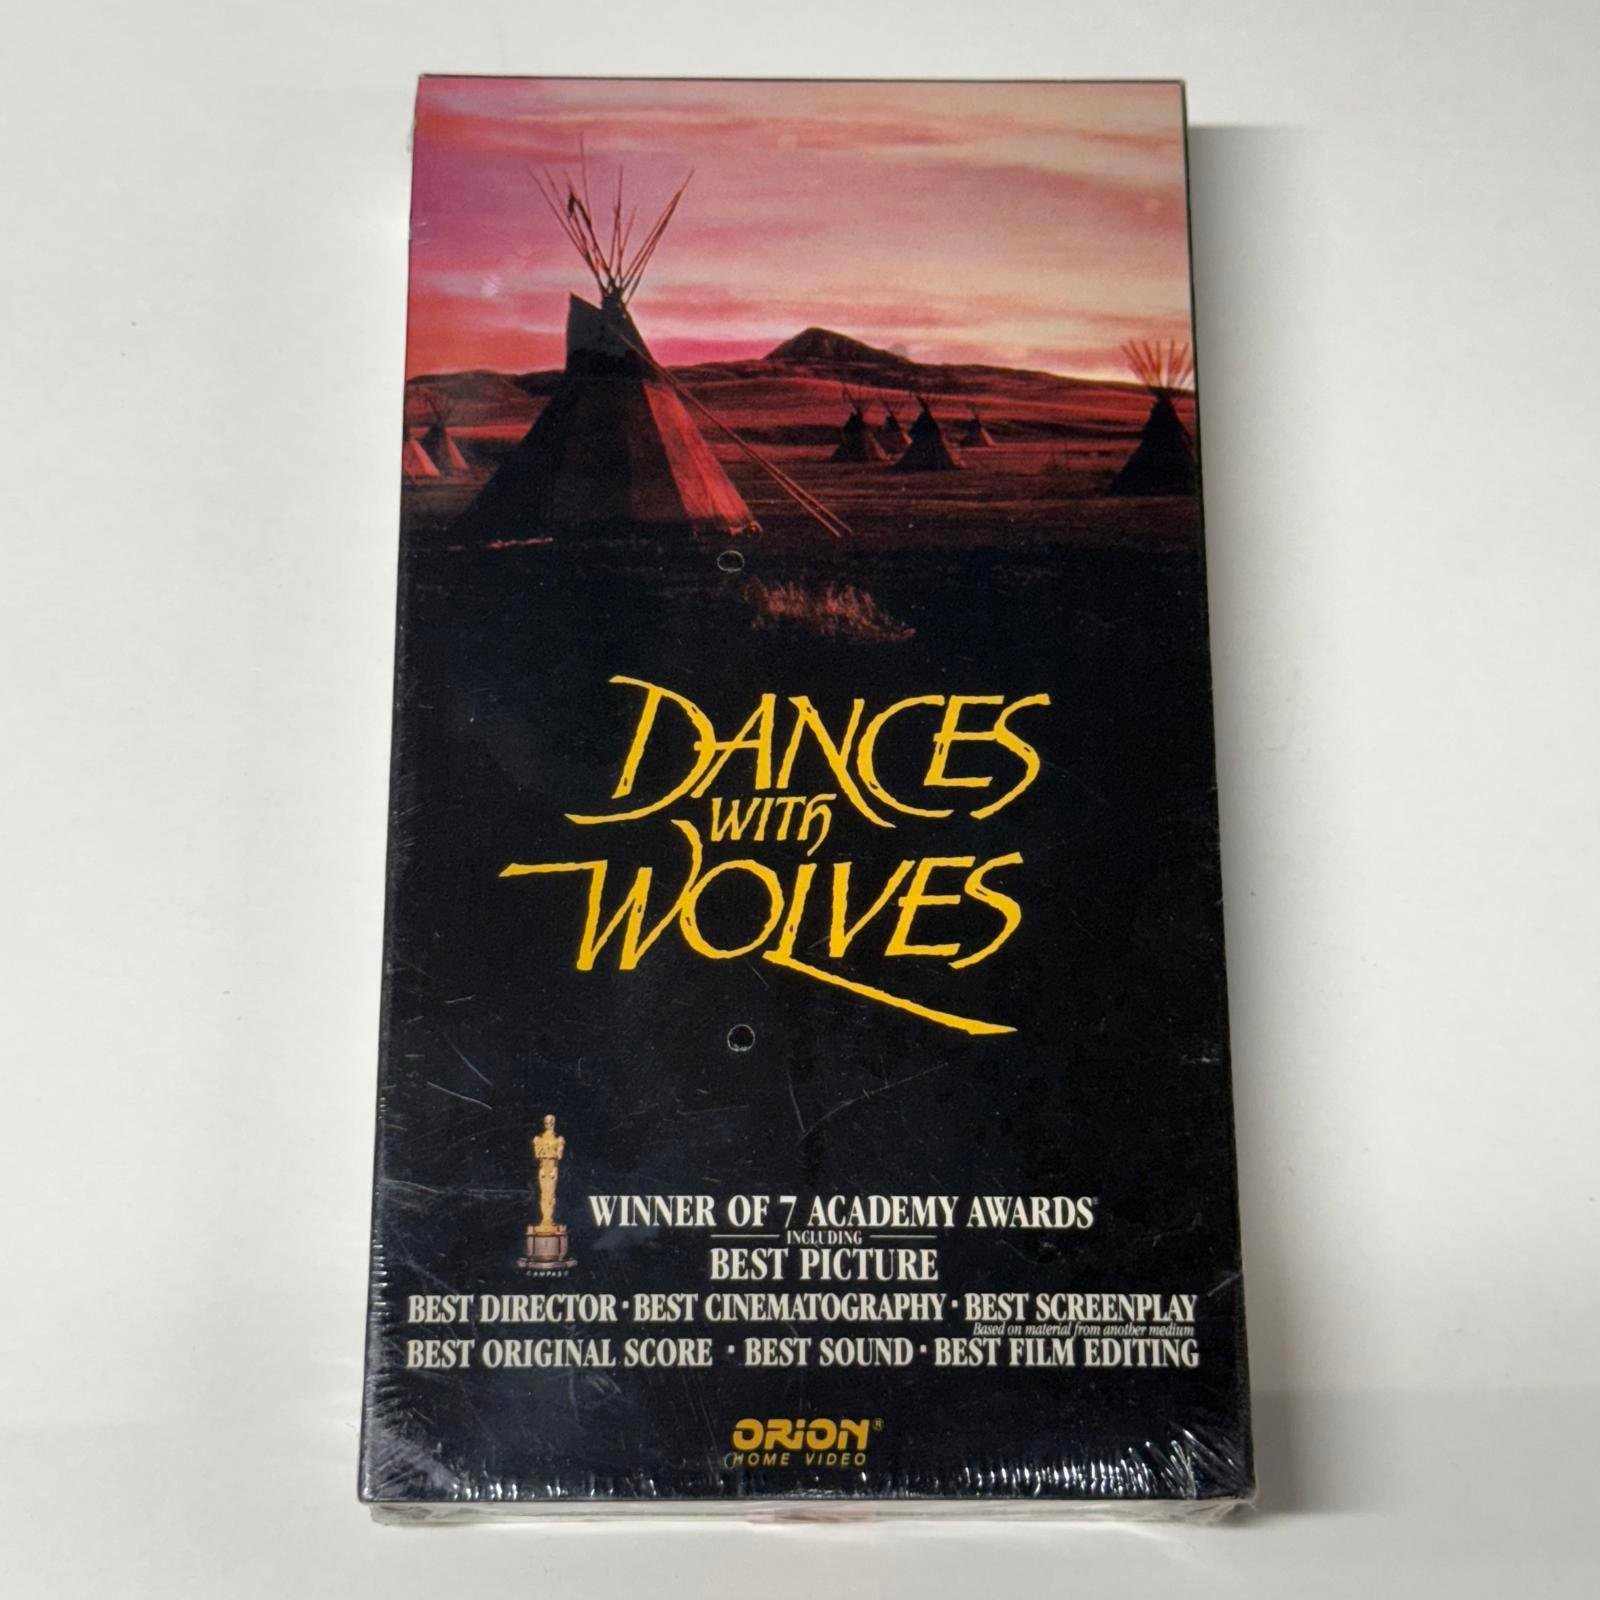 DANCES
WITH
WOLVES
WINNER OF 7 ACADEMY AWARDS®
INCLUDING
BEST PICTURE
©AMPAS®
BEST DIRECTOR · BEST CINEMATOGRAPHY · BEST SCREENPLAY
Based on material from another medium
BEST ORIGINAL SCORE · BEST SOUND · BEST FILM EDITING
ORION®
HOME VIDEO